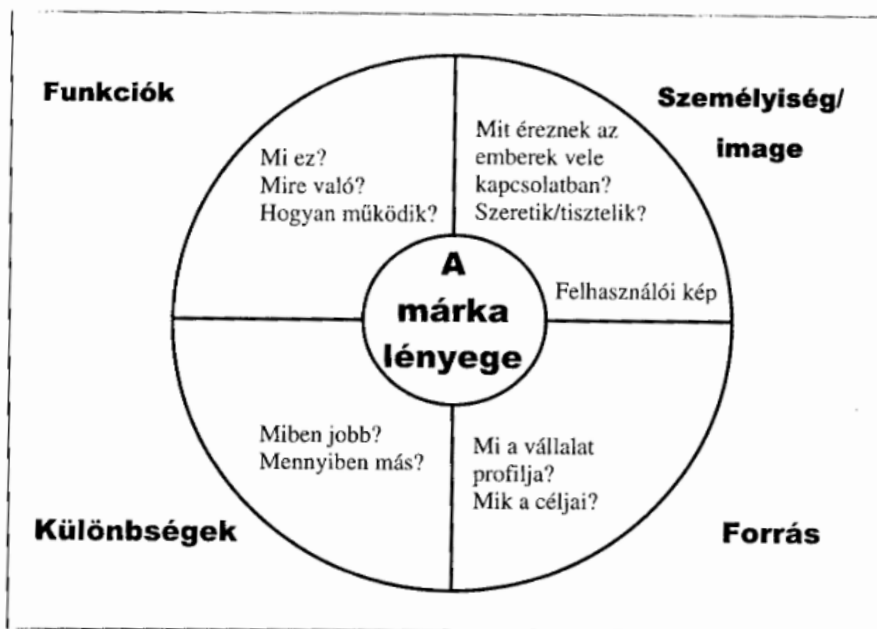 Funkciók
Mi ez?
Mire való?
Hogyan működik?
Személyiség/
image
Mit éreznek az
emberek vele
kapcsolatban?
Szeretik/tisztelik?
Felhasználói kép
A
márka
lényege
Különbségek
Miben jobb?
Mennyiben más?
Forrás
Mi a vállalat
profilja?
Mik a céljai?